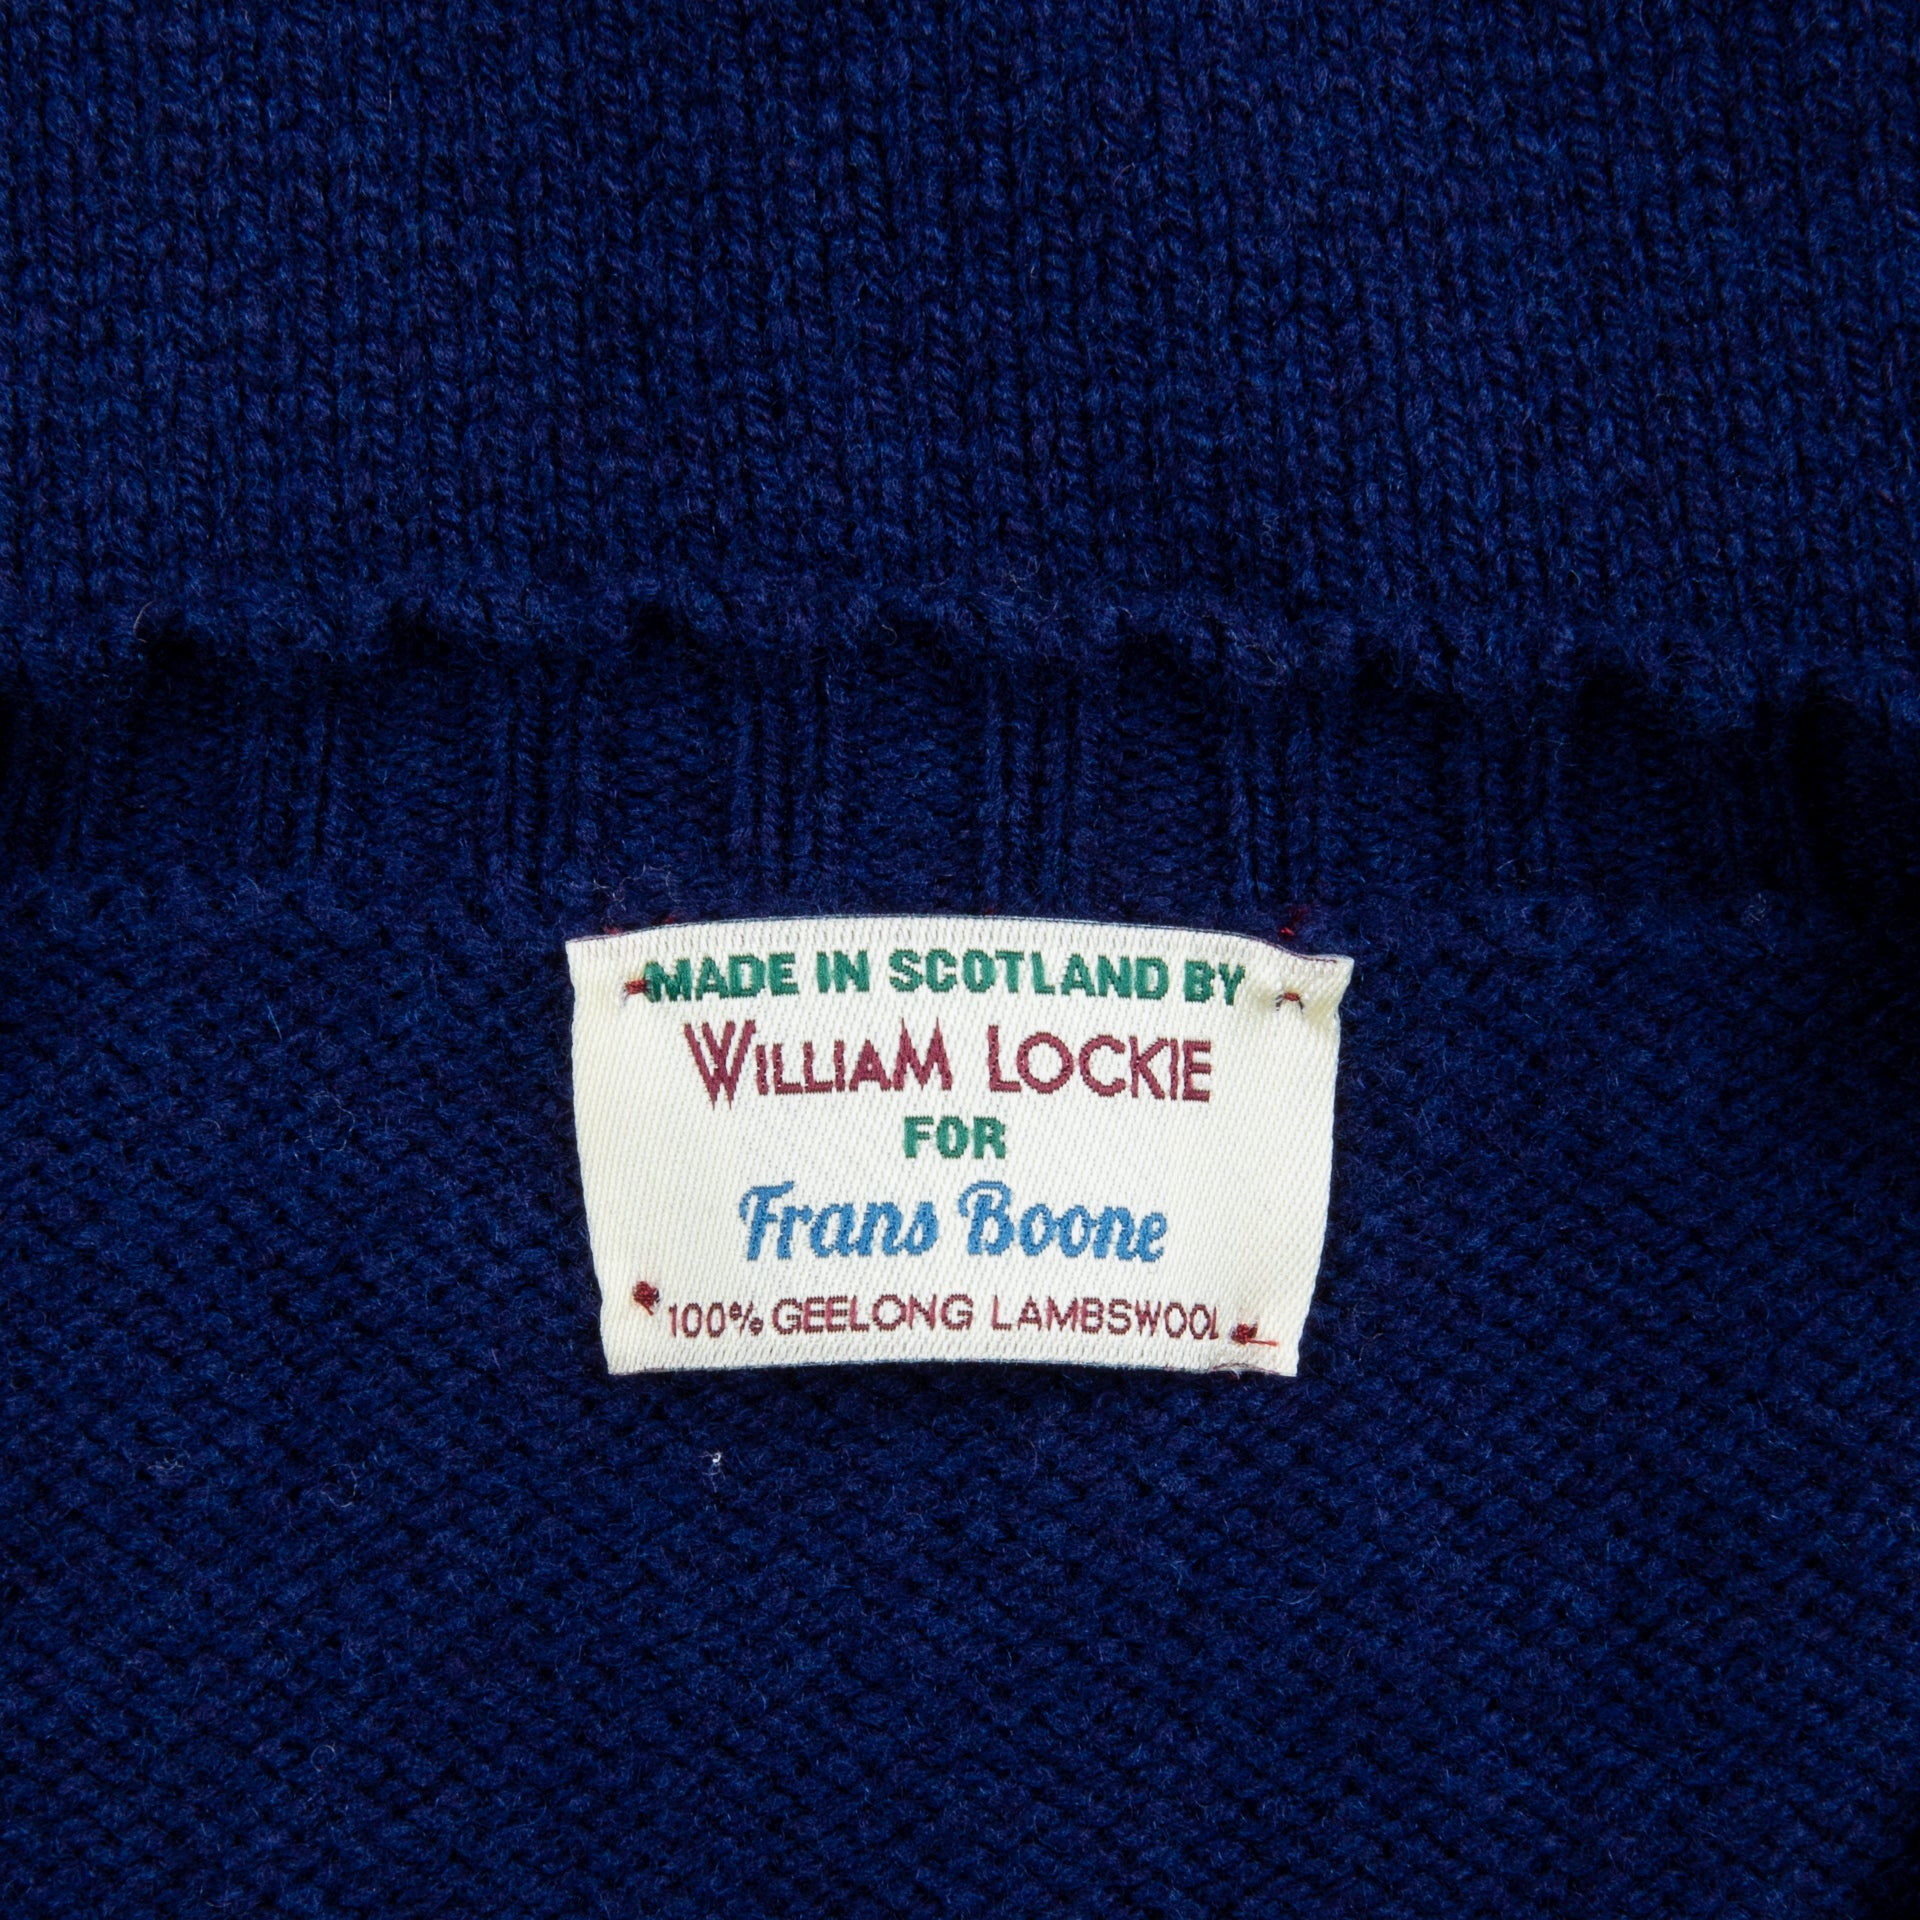 MADE IN SCOTLAND BY
WILLIAM LOCKIE
FOR
Frans Boone
100% GEELONG LAMBSWOOL